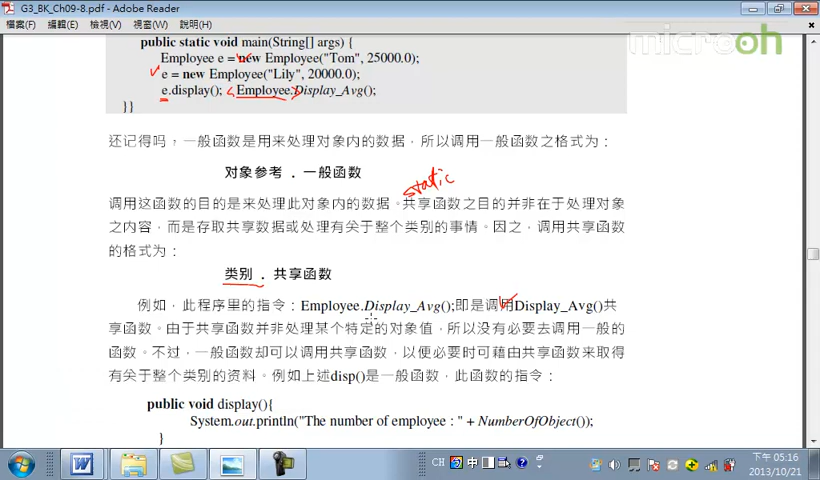 G3_BK_Ch09-8.pdf - Adobe Reader
檔案(F) 編輯(E) 檢視(V) 視窗(W) 說明(H)
microoh
public static void main(String[] args) {
Employee e = new Employee("Tom", 25000.0);
e = new Employee("Lily", 20000.0);
e.display(); Employee.Display_Avg();
}}
还记得吗﹖一般函数是用来处理对象内的数据﹐所以调用一般函数之格式为：
对象参考 . 一般函数
static
调用这函数的目的是来处理此对象内的数据。共享函数之目的并非在于处理对象
之内容，而是存取共享数据或处理有关于整个类别的事情。因之，调用共享函数
的格式为：
类别 . 共享函数
例如，此程序里的指令：Employee.Display_Avg();即是调用Display_Avg()共
享函数。由于共享函数并非处理某个特定的对象值，所以没有必要去调用一般的
函数。不过，一般函数却可以调用共享函数，以便必要时可藉由共享函数来取得
有关于整个类别的资料。例如上述disp()是一般函数，此函数的指令：
public void display(){
System.out.println("The number of employee : " + NumberOfObject());
}
CH 中
下午 05:16
2013/10/21